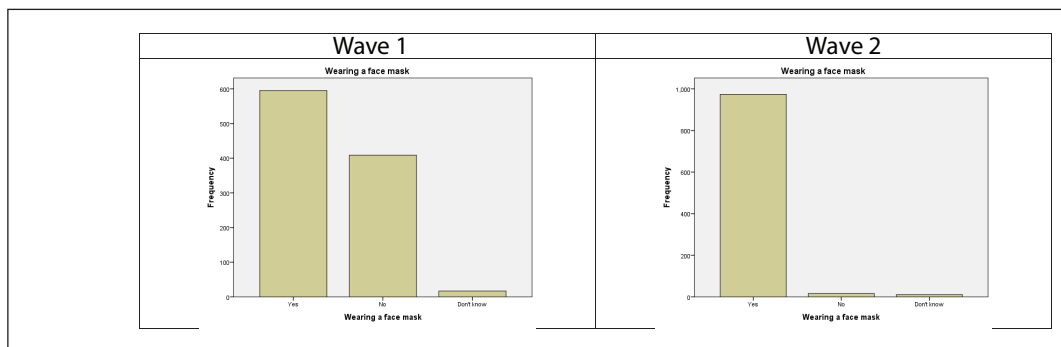 Wave 1
Wave 2
Wearing a face mask
600
500
400
300
200
100
0
Frequency
Yes
No
Don't know
Wearing a face mask
Wearing a face mask
1,000
800
600
400
200
0
Frequency
Yes
No
Don't know
Wearing a face mask